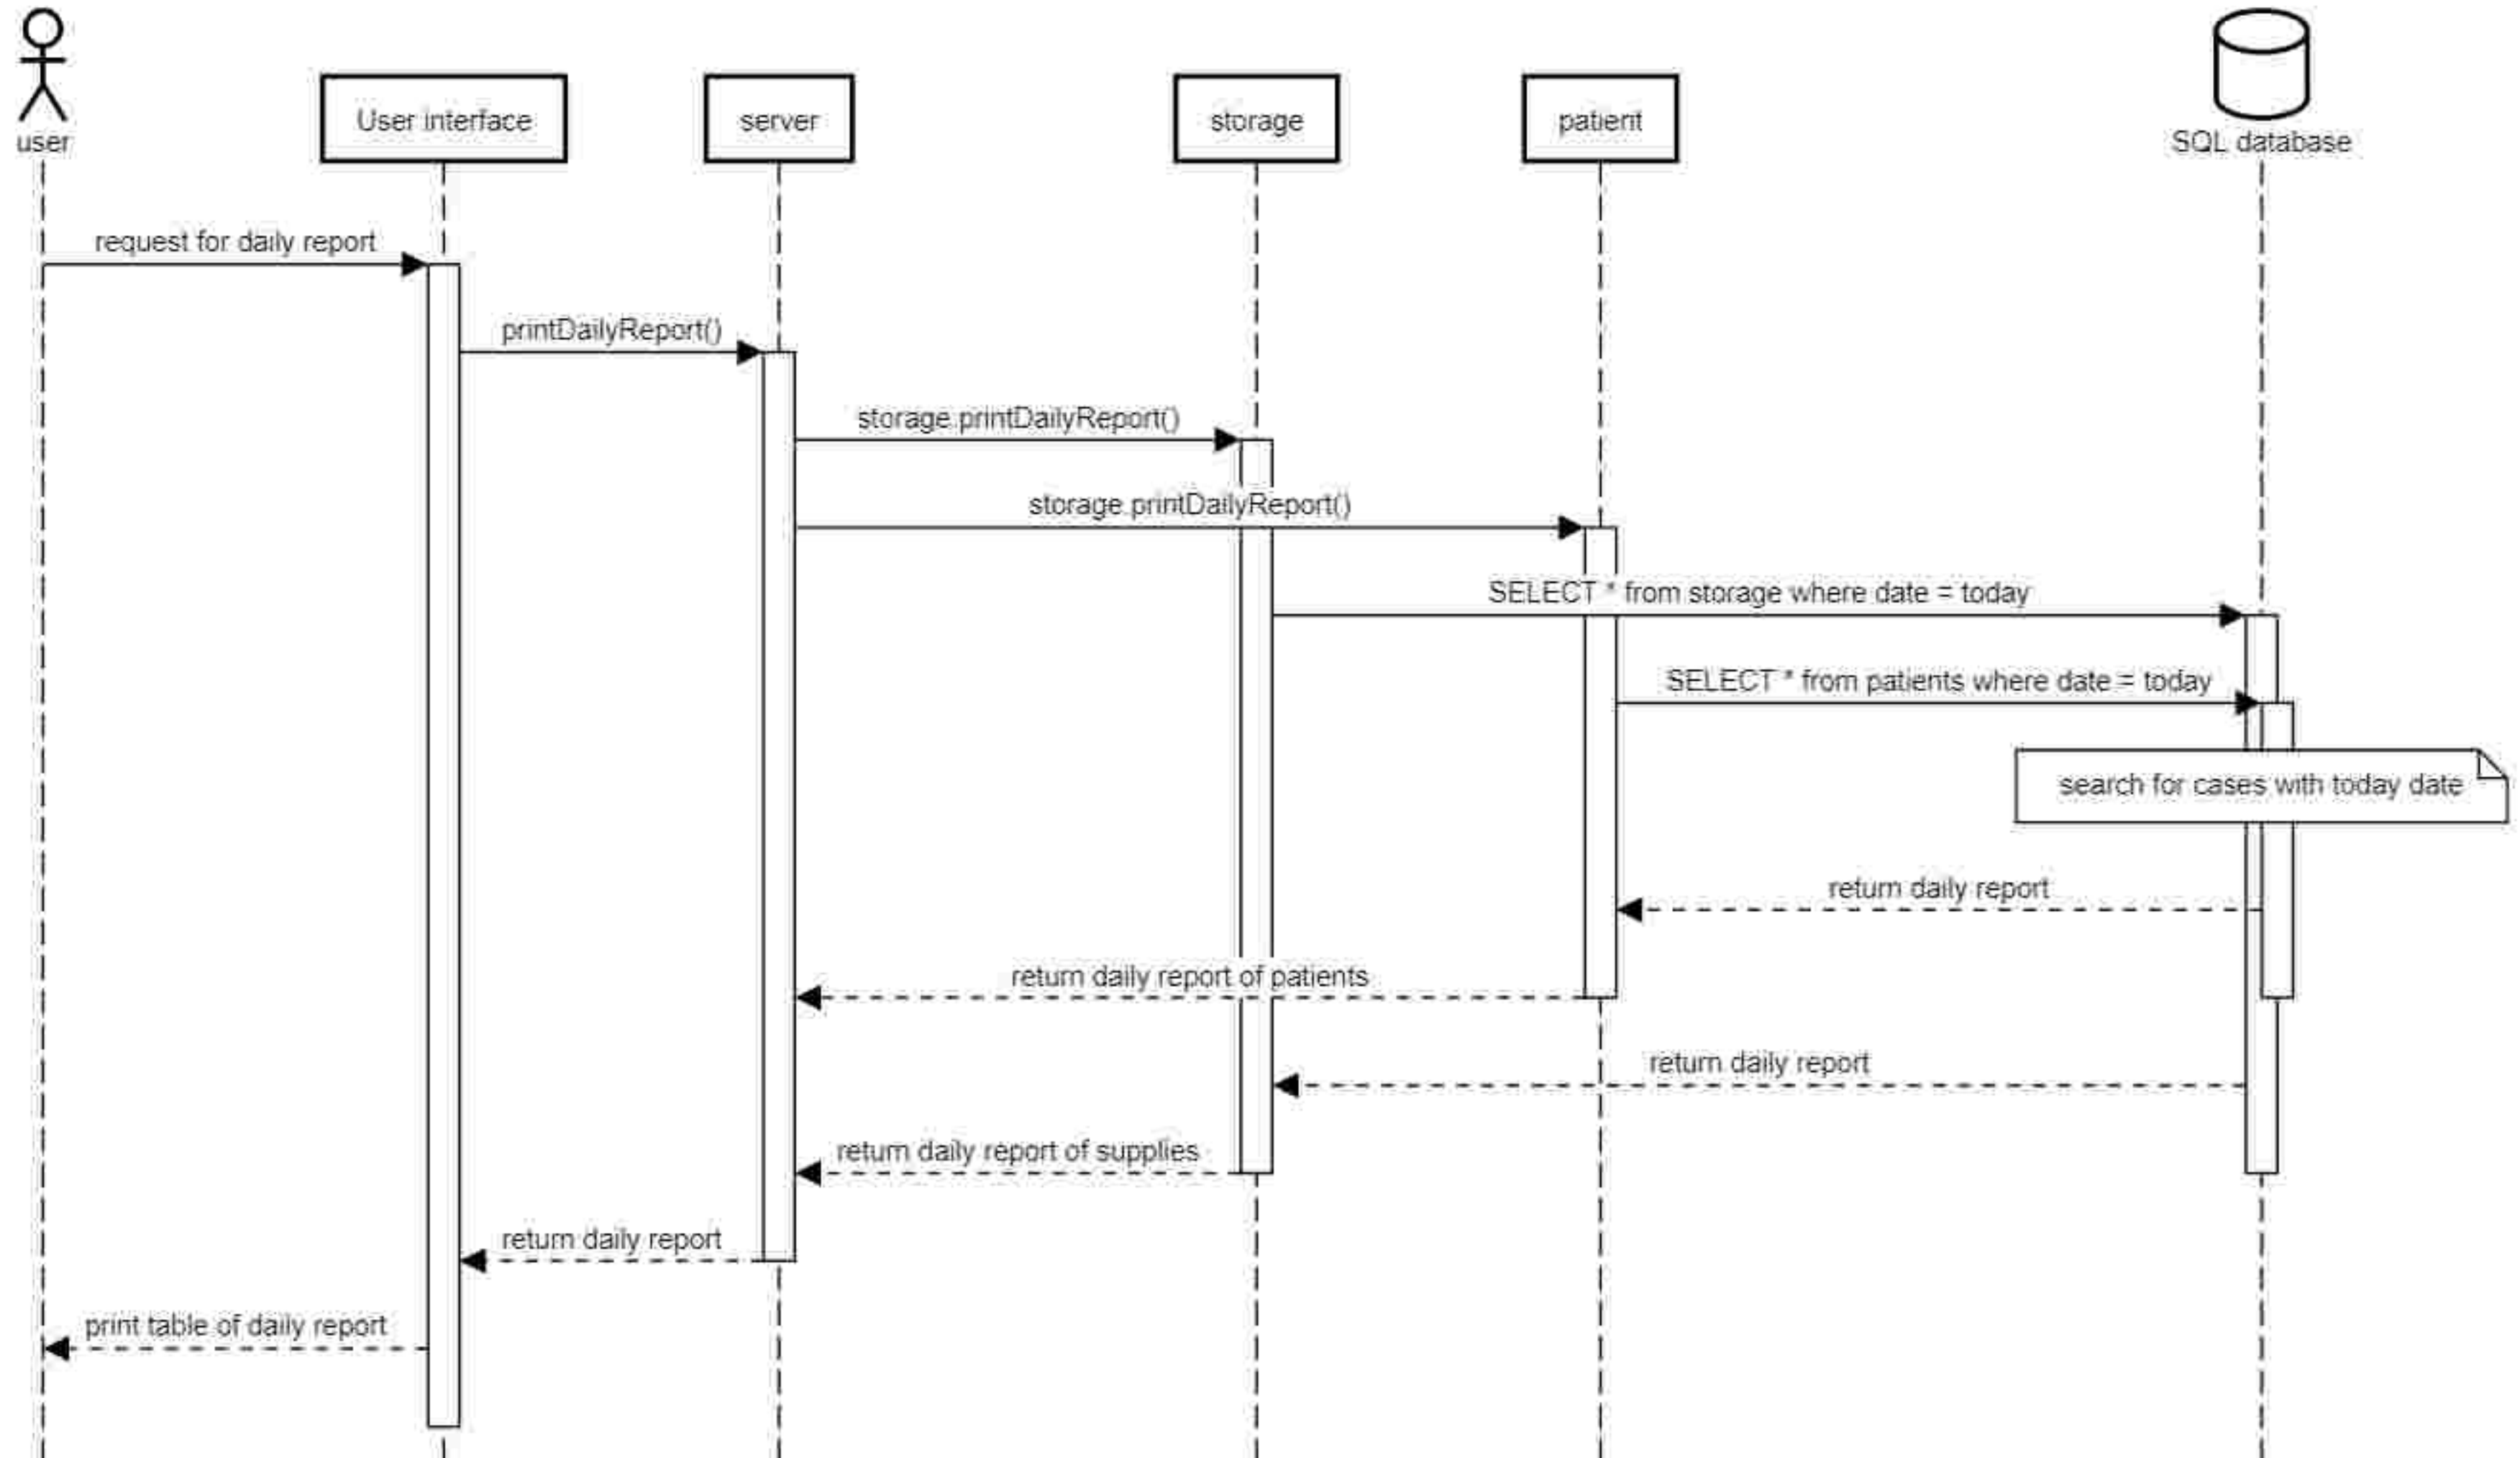 user
User interface
server
storage
patient
SQL database
request for daily report
printDailyReport()
storage.printDailyReport()
storage.printDailyReport()
SELECT * from storage where date = today
SELECT * from patients where date = today
search for cases with today date
return daily report
return daily report of patients
return daily report
return daily report of supplies
return daily report
print table of daily report